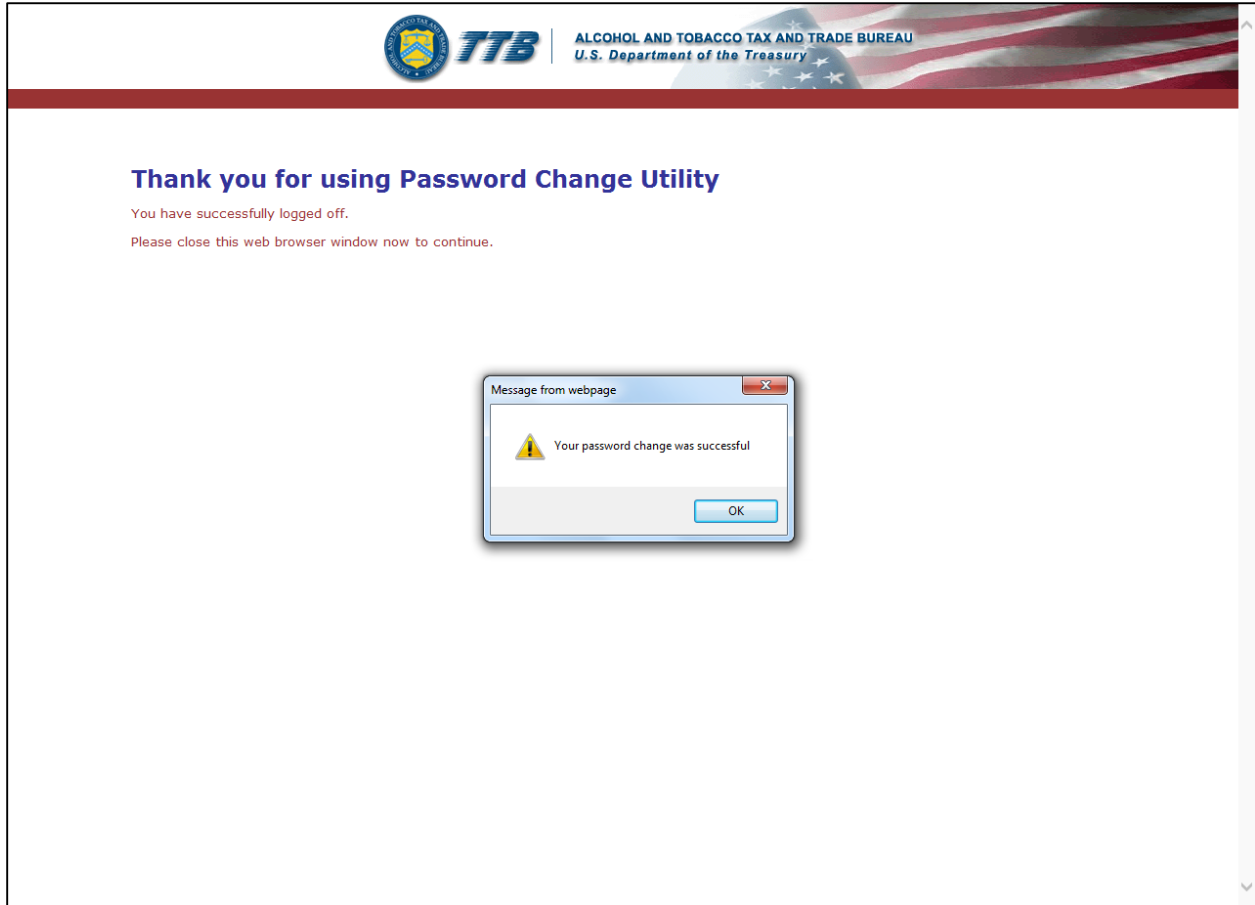 TTB
ALCOHOL AND TOBACCO TAX AND TRADE BUREAU
U.S. Department of the Treasury
Thank you for using Password Change Utility
You have successfully logged off.
Please close this web browser window now to continue.
Message from webpage
Your password change was successful
OK